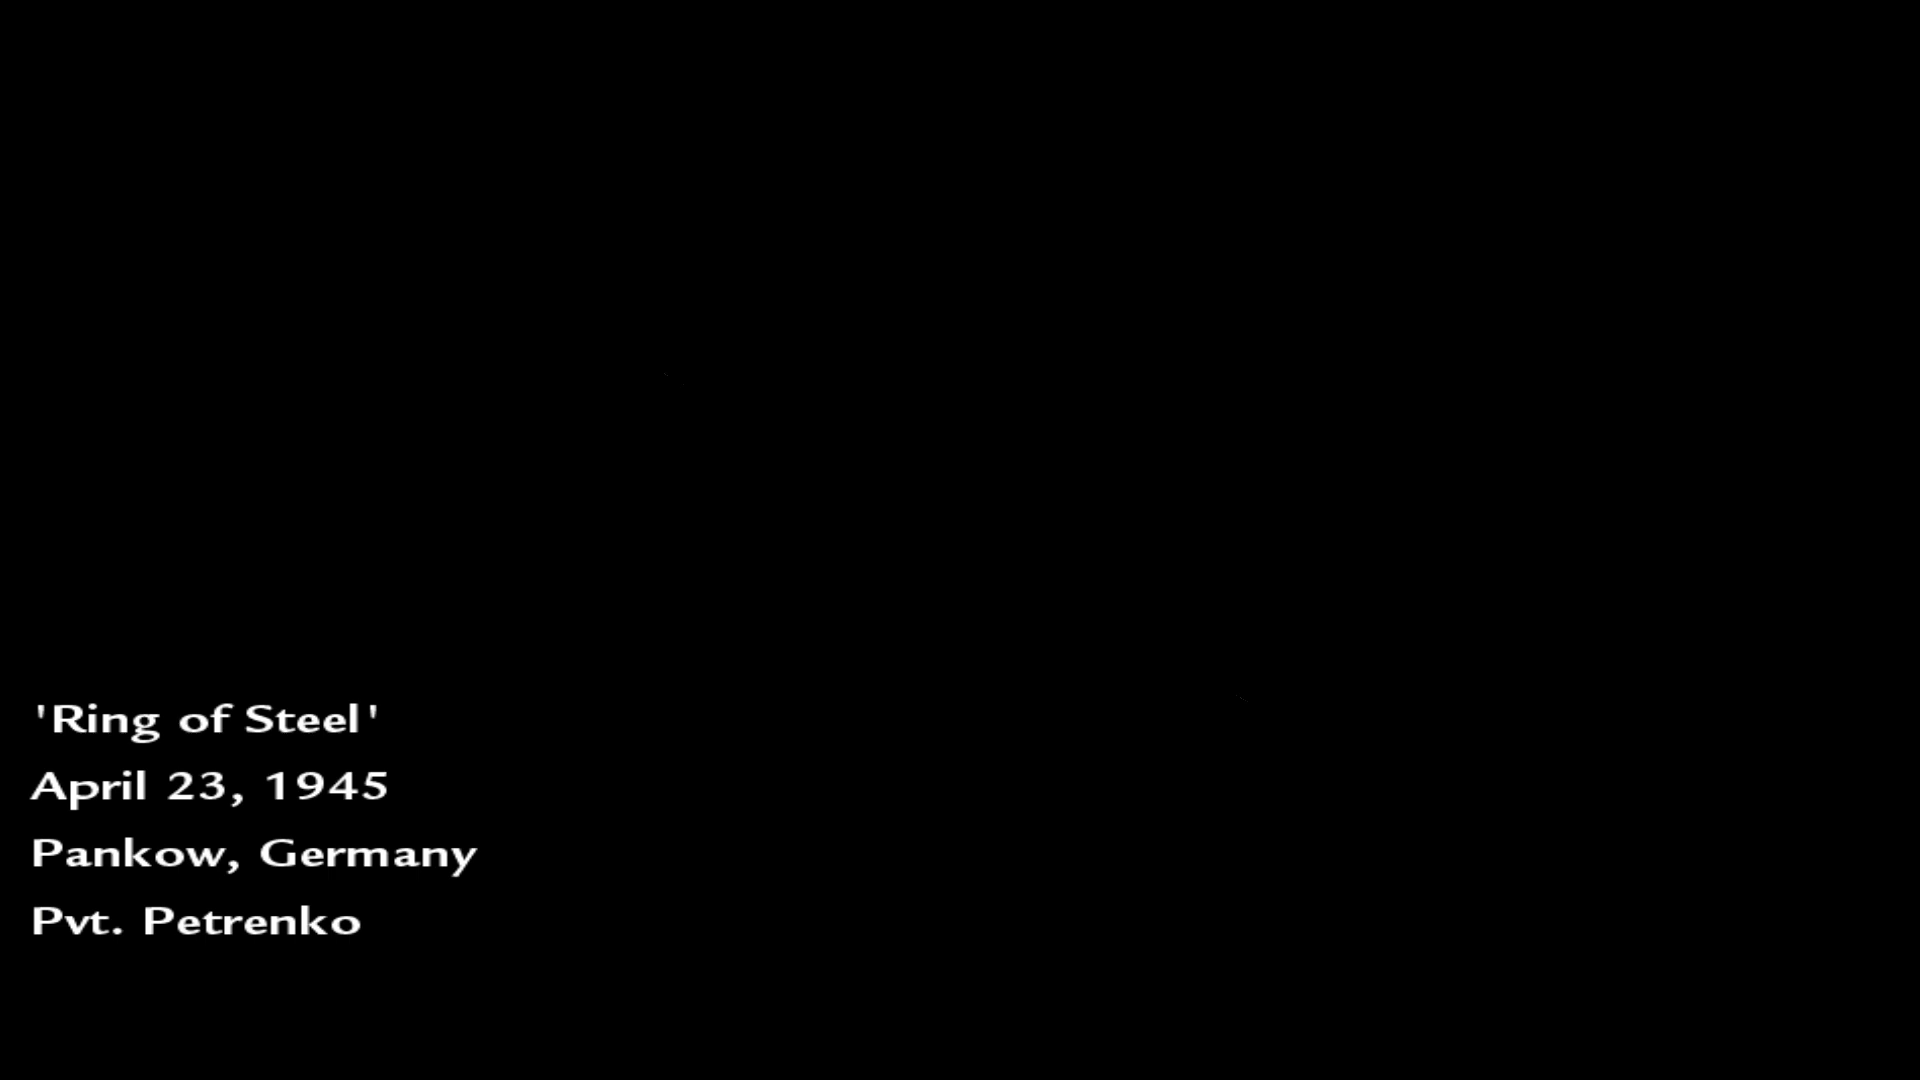 'Ring of Steel'
April 23, 1945
Pankow, Germany
Pvt. Petrenko